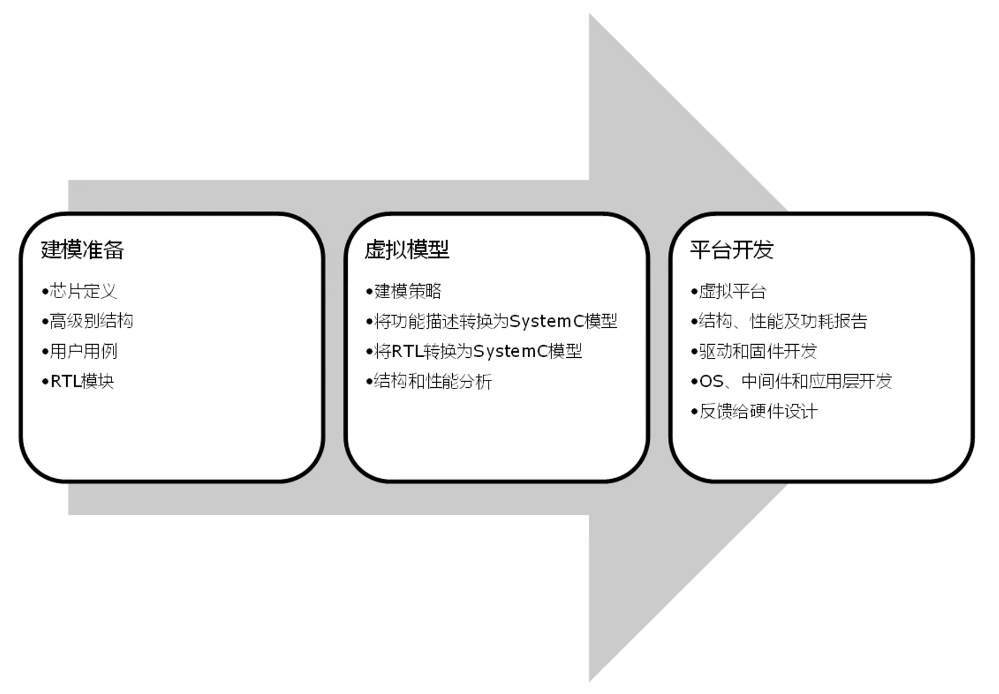 建模准备
•芯片定义
•高级别结构
•用户用例
•RTL模块
虚拟模型
•建模策略
•将功能描述转换为SystemC模型
•将RTL转换为SystemC模型
•结构和性能分析
平台开发
•虚拟平台
•结构、性能及功耗报告
•驱动和固件开发
•OS、中间件和应用层开发
•反馈给硬件设计